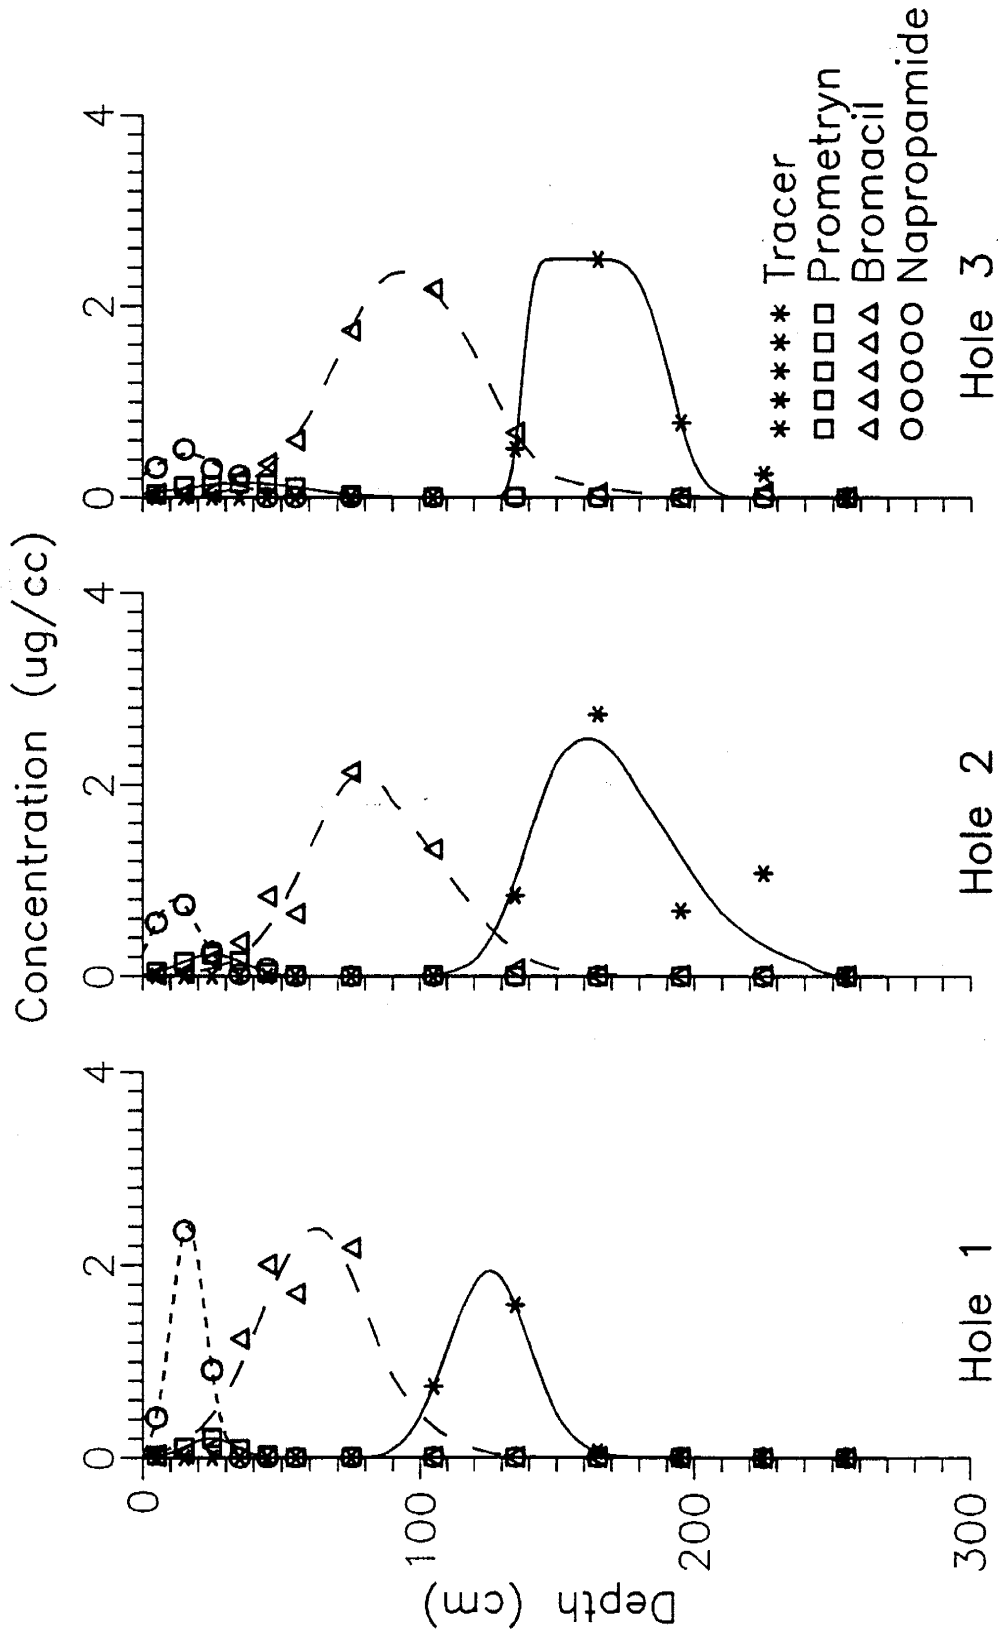 Concentration (ug/cc)
0
2
4
0
2
4
0
2
4
0
100
200
300
Depth (cm)
Tracer
Prometryn
Bromacil
Napropamide
Hole 1
Hole 2
Hole 3